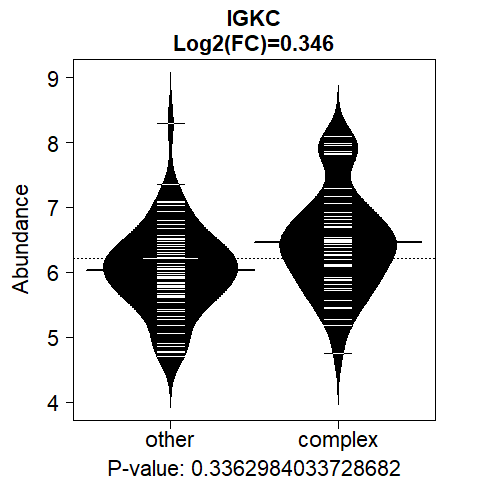 IGKC
Log2(FC)=0.346
Abundance
9
8
7
6
5
4
other complex
P-value: 0.3362984033728682